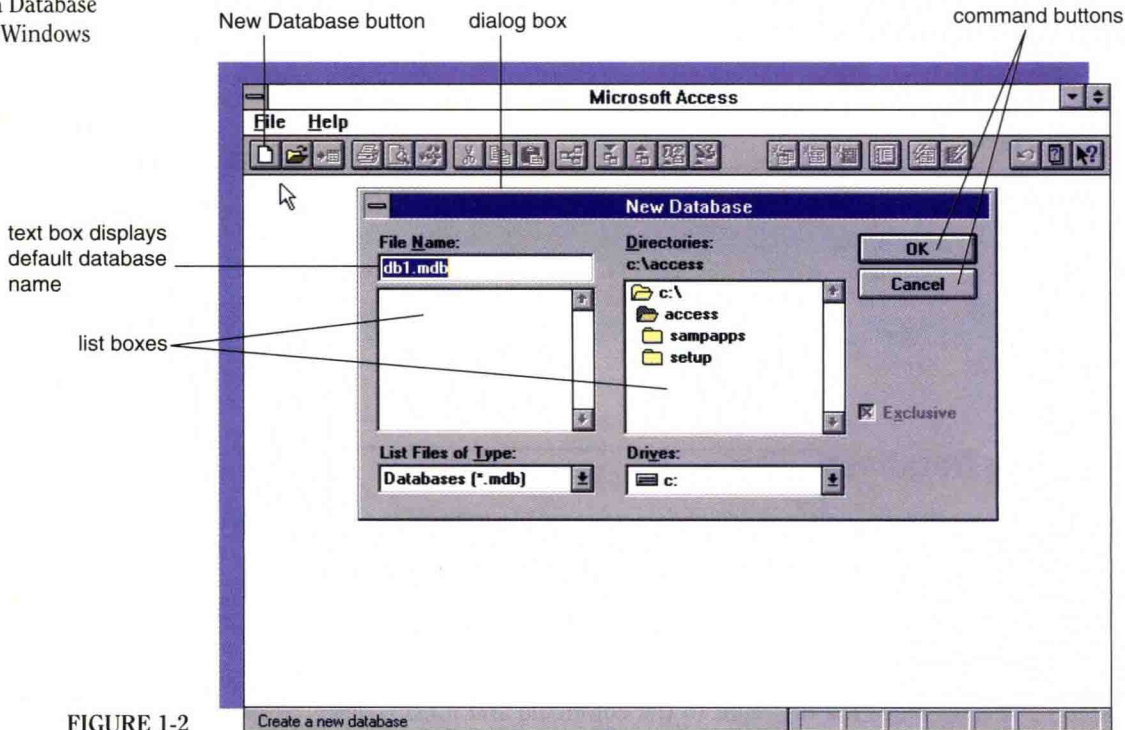 Database
Windows
New Database button
dialog box
command buttons
Microsoft Access
File Help
New Database
text box displays
default database
name
File Name:
db1.mdb
Directories:
c:\access
OK
Cancel
list boxes
c:\
access
sampapps
setup
Exclusive
List Files of Type:
Databases (*.mdb)
Drives:
c:
FIGURE 1-2
Create a new database